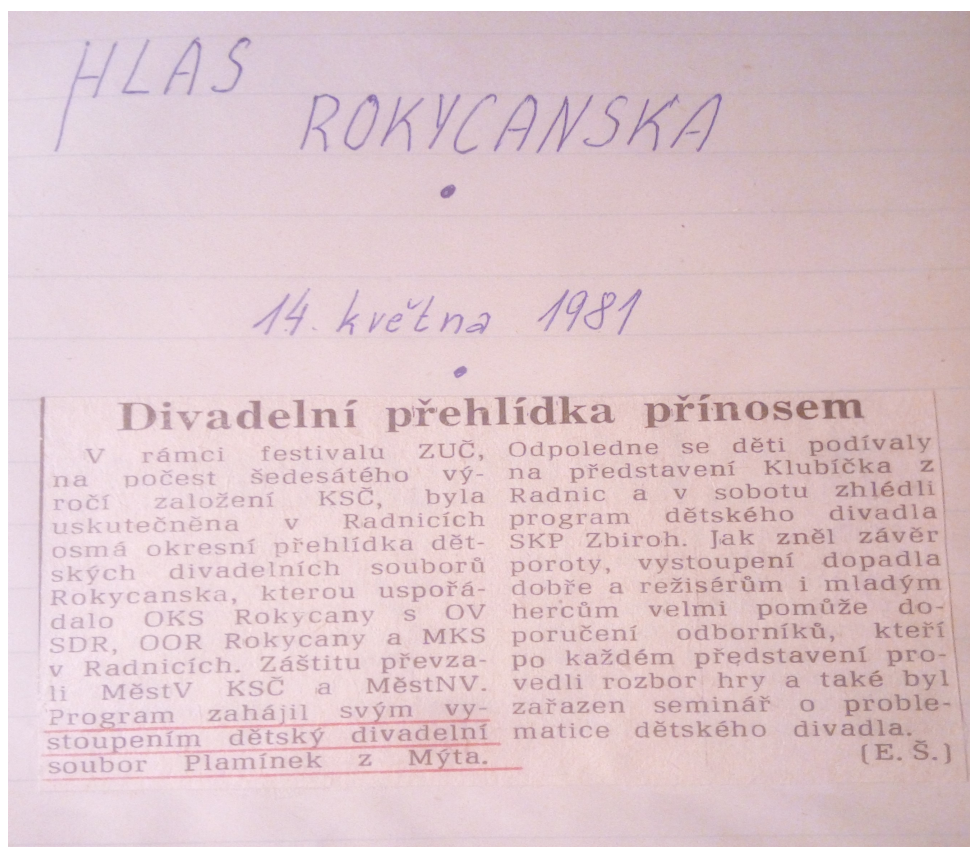 HLAS
ROKYCANSKA
14. května 1981
Divadelní přehlídka přínosem
V rámci festivalu ZUČ,
na počest šedesátého vý-
ročí založení KSČ, byla
uskutečněna v Radnicích
osmá okresní přehlídka dět-
ských divadelních souborů
Rokycanska, kterou uspořá-
dalo OKS Rokycany s OV
SDR, OOR Rokycany a MKS
v Radnicích. Záštitu převza-
li MěstV KSČ a MěstNV.
Program zahájil svým vy-
stoupením dětský divadelní
soubor Plamínek z Mýta.
Odpoledne se děti podívaly
na představení Klubíčka z
Radnic a v sobotu zhlédli
program dětského divadla
SKP Zbiroh. Jak zněl závěr
poroty, vystoupení dopadla
dobře a režisérům i mladým
hercům velmi pomůže do-
poručení odborníků, kteří
po každém představení pro-
vedli rozbor hry a také byl
zařazen seminář o proble-
matice dětského divadla.
(E. Š.)